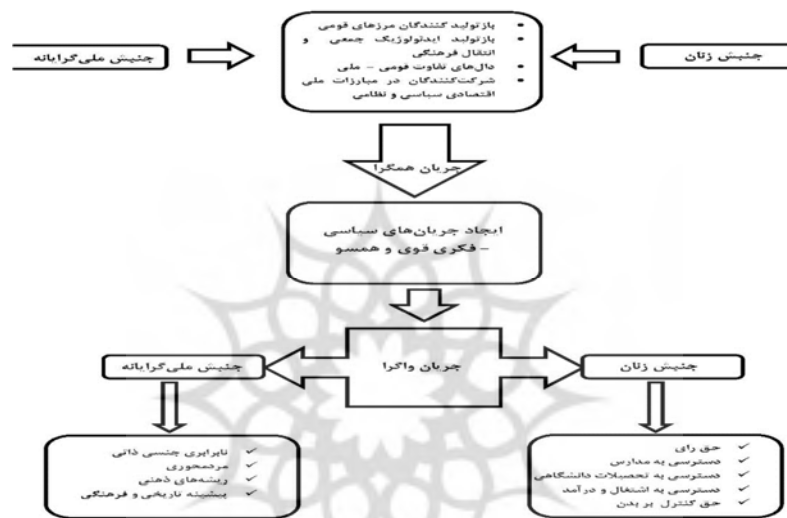 بازتولید کنندگان مرزهای قومی
بازتولید ایدئولوژیک جمعی و
انتقال فرهنگی
دال‌های تفاوت قومی – ملی
شرکت‌کنندگان در مبارزات ملی
اقتصادی سیاسی و نظامی
جنبش زنان
جنبش ملی‌گرایانه
جریان همگرا
ایجاد جریان‌های سیاسی
– فکری قوی و همسو
جریان واگرا
جنبش زنان
جنبش ملی‌گرایانه
حق رای
دسترسی به مدارس
دسترسی به تحصیلات دانشگاهی
دسترسی به اشتغال و درآمد
حق کنترل بر بدن
نابرابری جنسی ذاتی
مردمحوری
ریشه‌های ذهنی
پیشینه تاریخی و فرهنگی